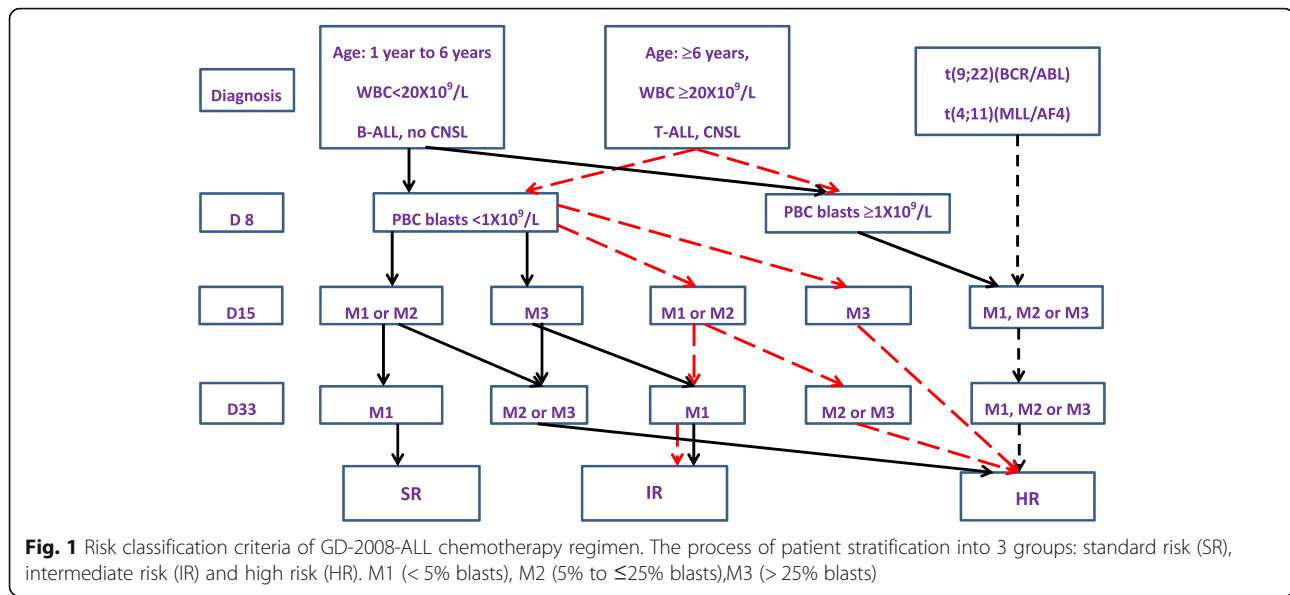 Diagnosis
Age: 1 year to 6 years
WBC<20X10⁹/L
B-ALL, no CNSL
Age: ≥6 years,
WBC ≥20X10⁹/L
T-ALL, CNSL
t(9;22)(BCR/ABL)
t(4;11)(MLL/AF4)
D 8
PBC blasts <1X10⁹/L
PBC blasts ≥1X10⁹/L
D15
M1 or M2
M3
M1 or M2
M3
M1, M2 or M3
D33
M1
M2 or M3
M1
M2 or M3
M1, M2 or M3
SR
IR
HR
Fig. 1 Risk classification criteria of GD-2008-ALL chemotherapy regimen. The process of patient stratification into 3 groups: standard risk (SR),
intermediate risk (IR) and high risk (HR). M1 (< 5% blasts), M2 (5% to ≤25% blasts),M3 (> 25% blasts)